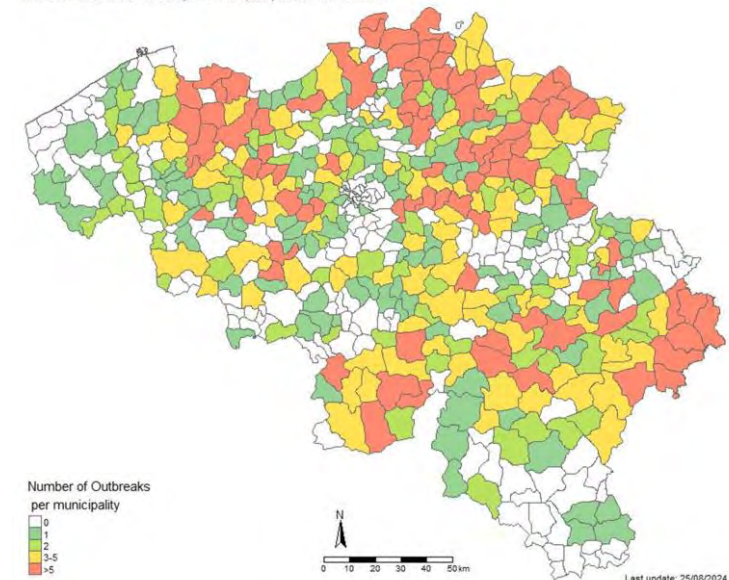 Number of Outbreaks
per municipality
0
1
2
3-5
>5
N
0 10 20 30 40 50 km
Last update: 25/08/2024